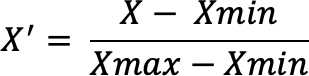 X′ = (X − Xmin) / (Xmax − Xmin)